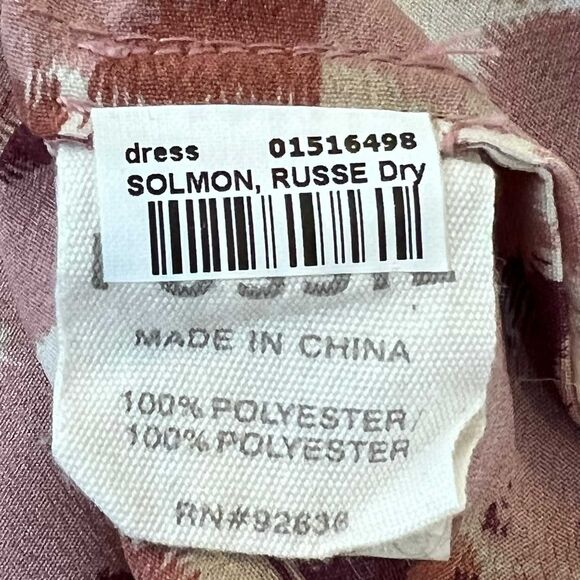 dress 01516498
SOLMON, RUSSE Dry
MADE IN CHINA
100% POLYESTER/
100% POLYESTER
RN#92636